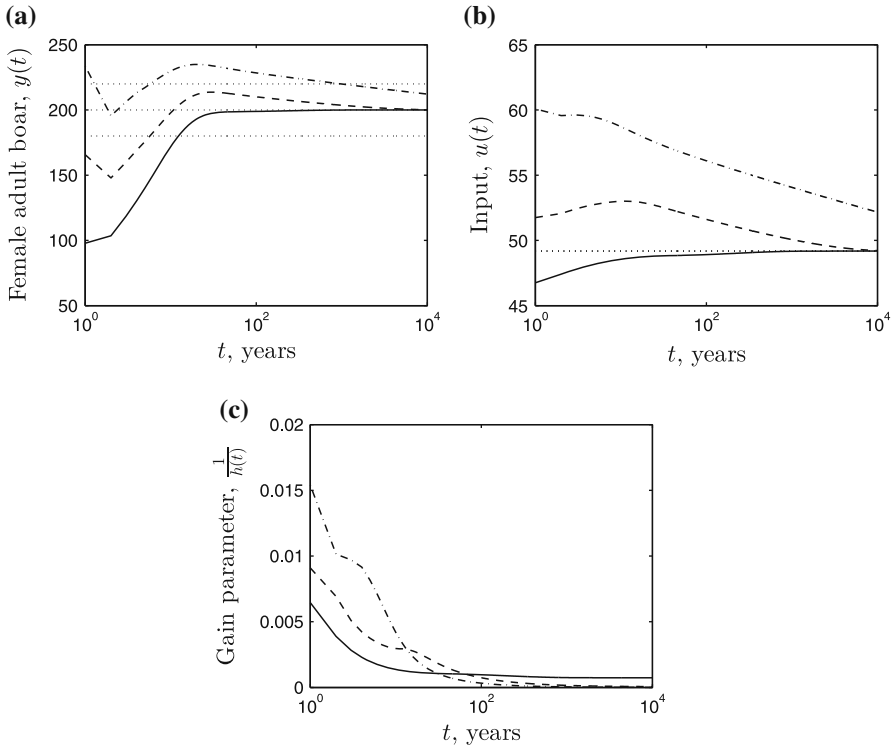 (a)
Female adult boar, y(t)
250
200
150
100
50
10^0
10^2
10^4
t, years
(b)
Input, u(t)
65
60
55
50
45
10^0
10^2
10^4
t, years
(c)
Gain parameter, 1/h(t)
0.02
0.015
0.01
0.005
0
10^0
10^2
10^4
t, years